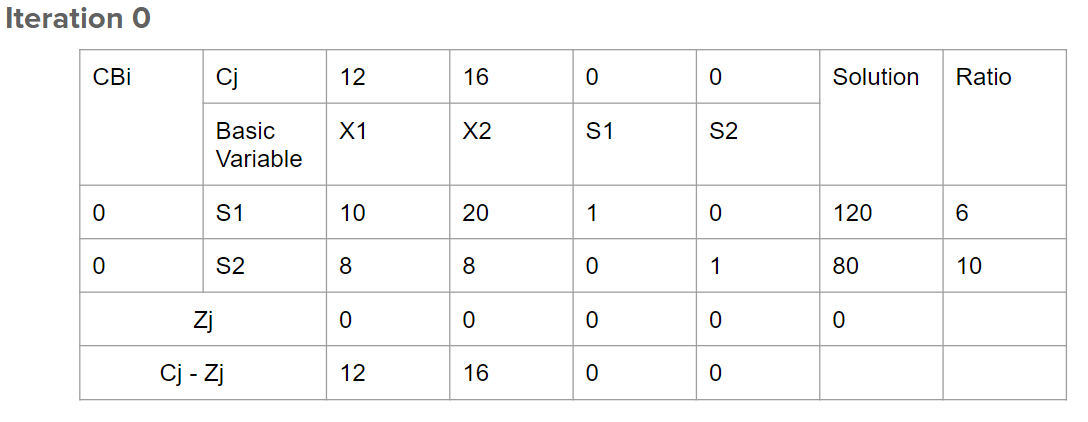 Iteration 0
CBi Cj 12 16 0 0 Solution Ratio
Basic Variable X1 X2 S1 S2
0 S1 10 20 1 0 120 6
0 S2 8 8 0 1 80 10
Zj 0 0 0 0 0
Cj - Zj 12 16 0 0